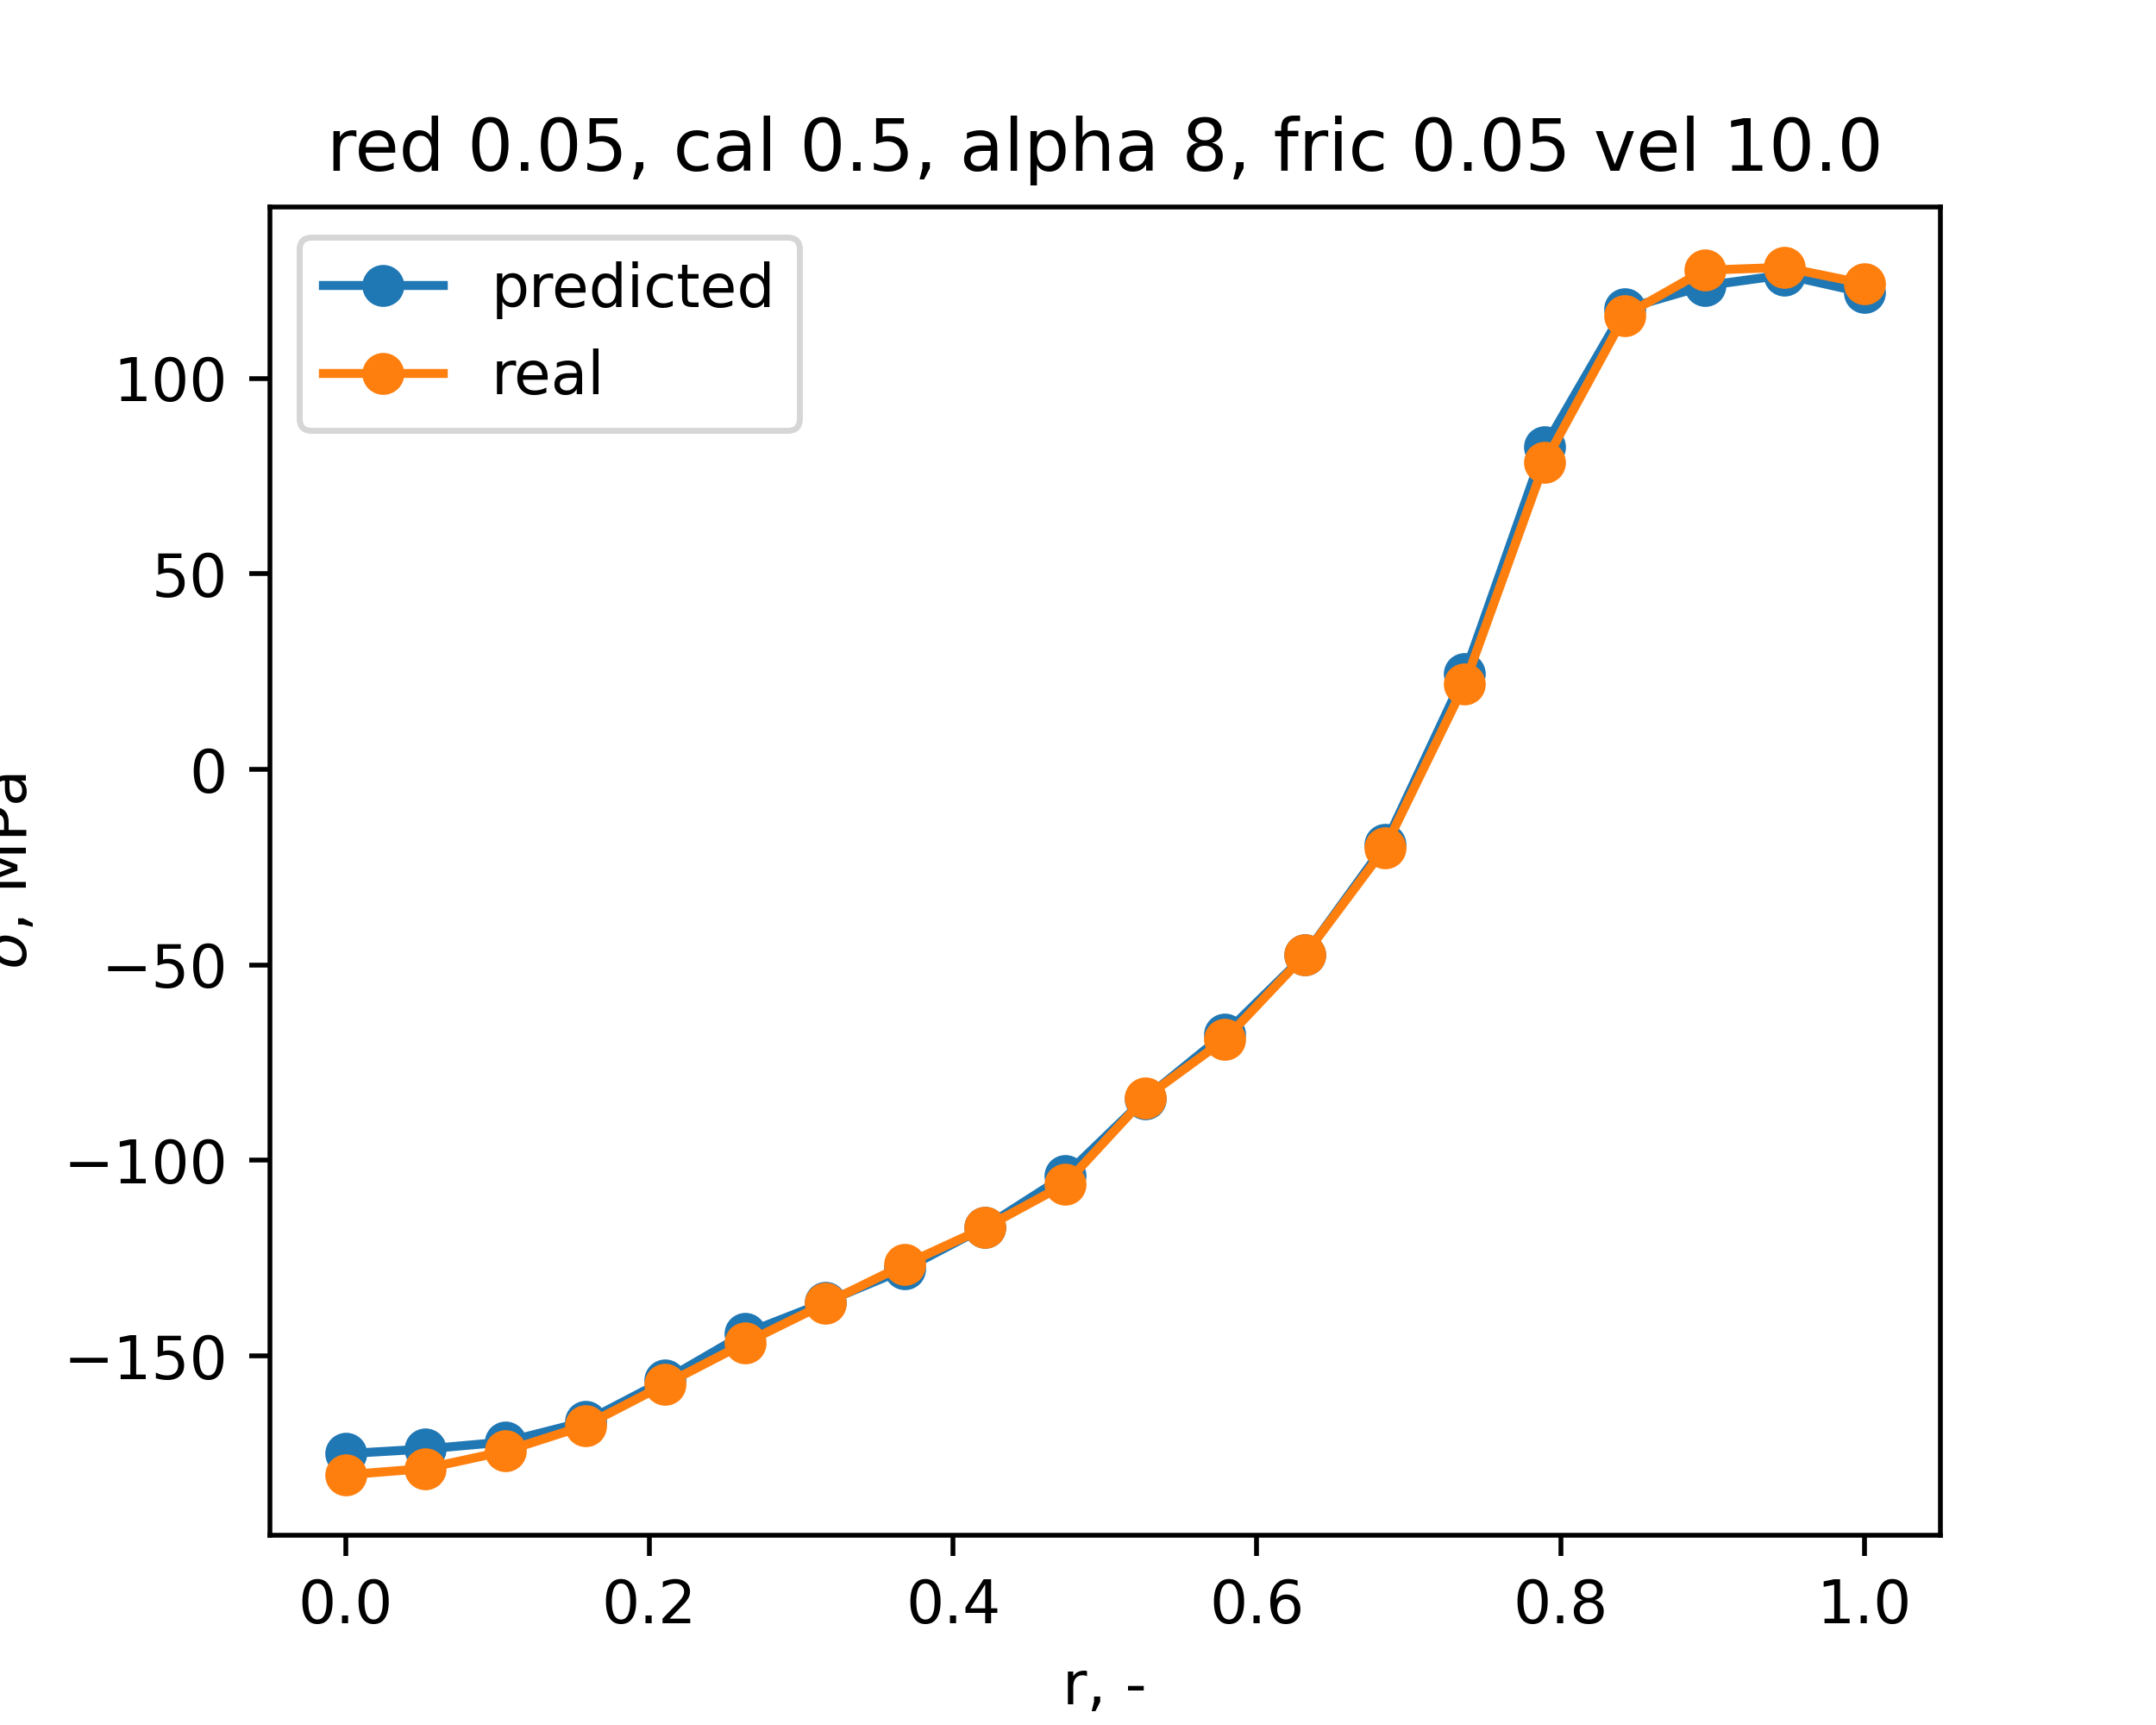 red 0.05, cal 0.5, alpha 8, fric 0.05 vel 10.0
predicted
real
100
50
0
−50
−100
−150
σ, MPa
0.0 0.2 0.4 0.6 0.8 1.0
r, -